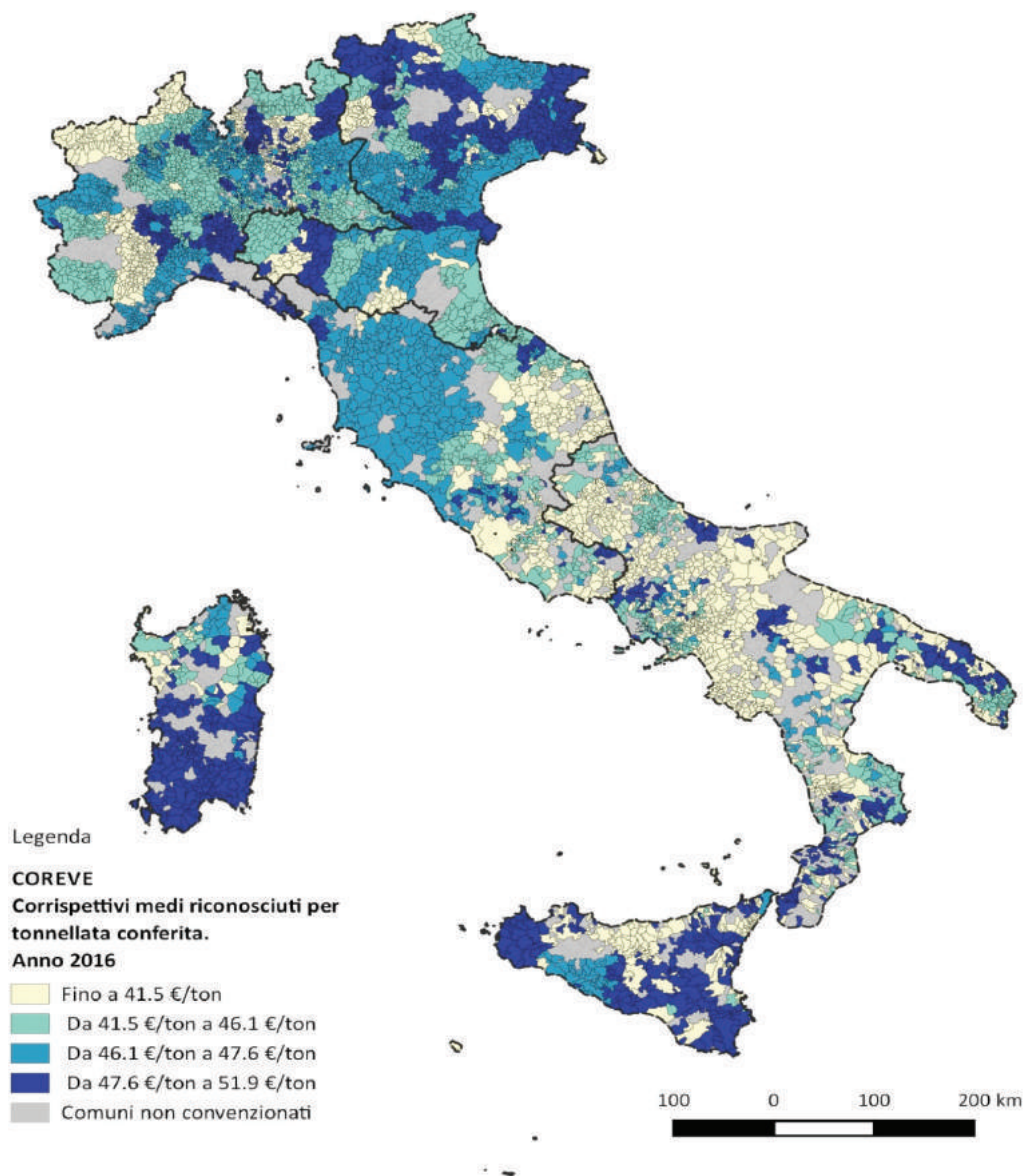 Legenda
COREVE
Corrispettivi medi riconosciuti per
tonnellata conferita.
Anno 2016
Fino a 41.5 €/ton
Da 41.5 €/ton a 46.1 €/ton
Da 46.1 €/ton a 47.6 €/ton
Da 47.6 €/ton a 51.9 €/ton
Comuni non convenzionati
100 0 100 200 km